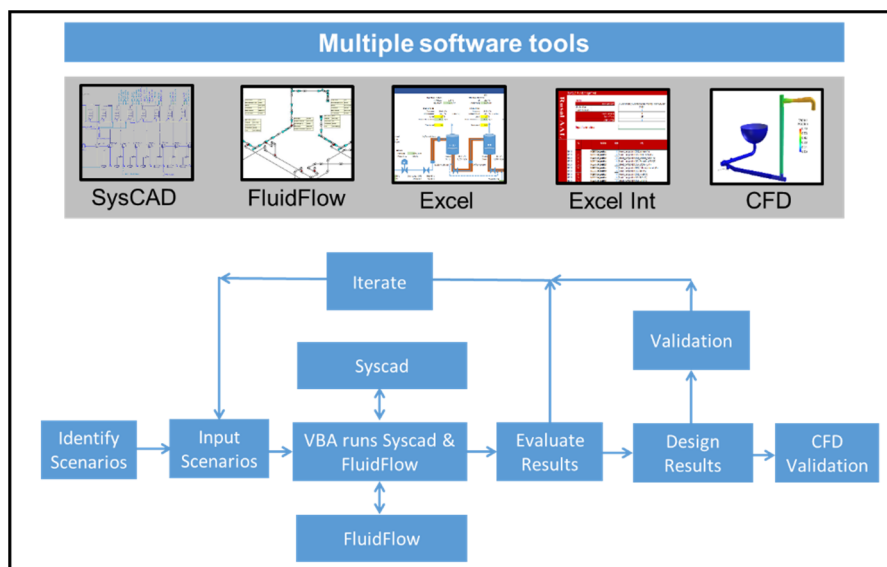 Multiple software tools
SysCAD
FluidFlow
Excel
Excel Int
CFD
Iterate
Validation
Syscad
Identify
Scenarios
Input
Scenarios
VBA runs Syscad &
FluidFlow
Evaluate
Results
Design
Results
CFD
Validation
FluidFlow